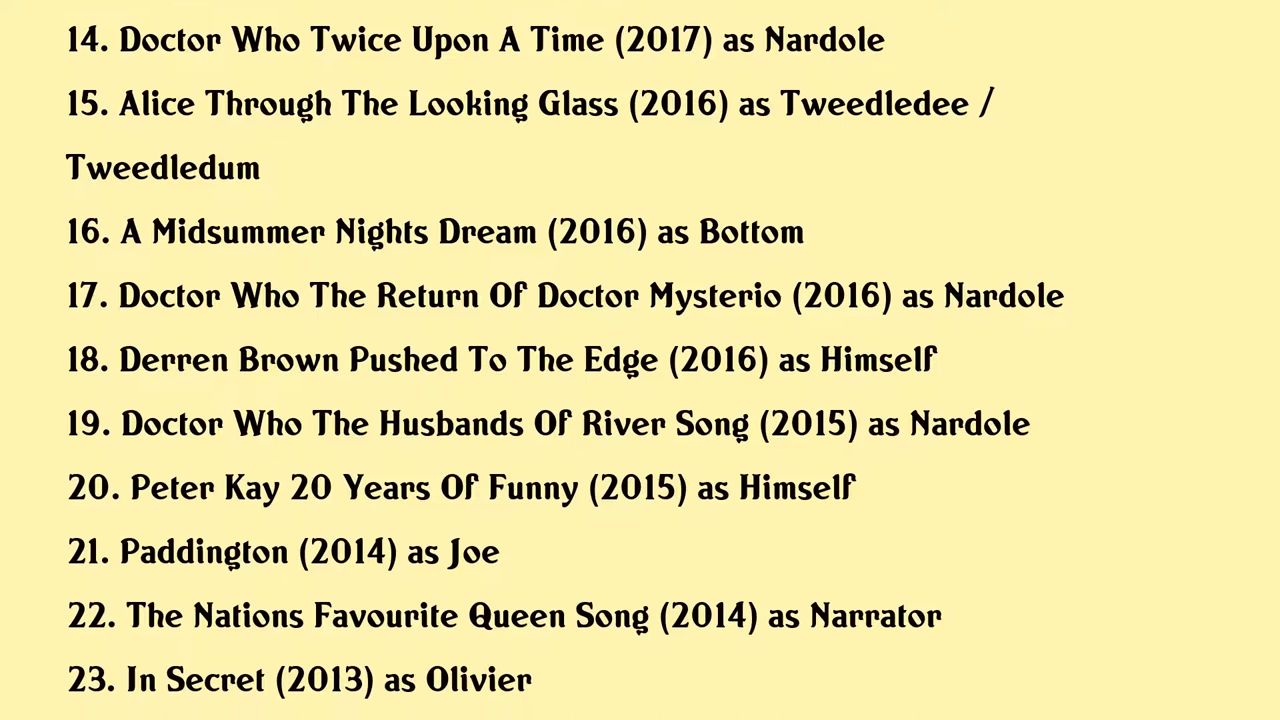 14. Doctor Who Twice Upon A Time (2017) as Nardole
15. Alice Through The Looking Glass (2016) as Tweedledee /
Tweedledum
16. A Midsummer Nights Dream (2016) as Bottom
17. Doctor Who The Return Of Doctor Mysterio (2016) as Nardole
18. Derren Brown Pushed To The Edge (2016) as Himself
19. Doctor Who The Husbands Of River Song (2015) as Nardole
20. Peter Kay 20 Years Of Funny (2015) as Himself
21. Paddington (2014) as Joe
22. The Nations Favourite Queen Song (2014) as Narrator
23. In Secret (2013) as Olivier